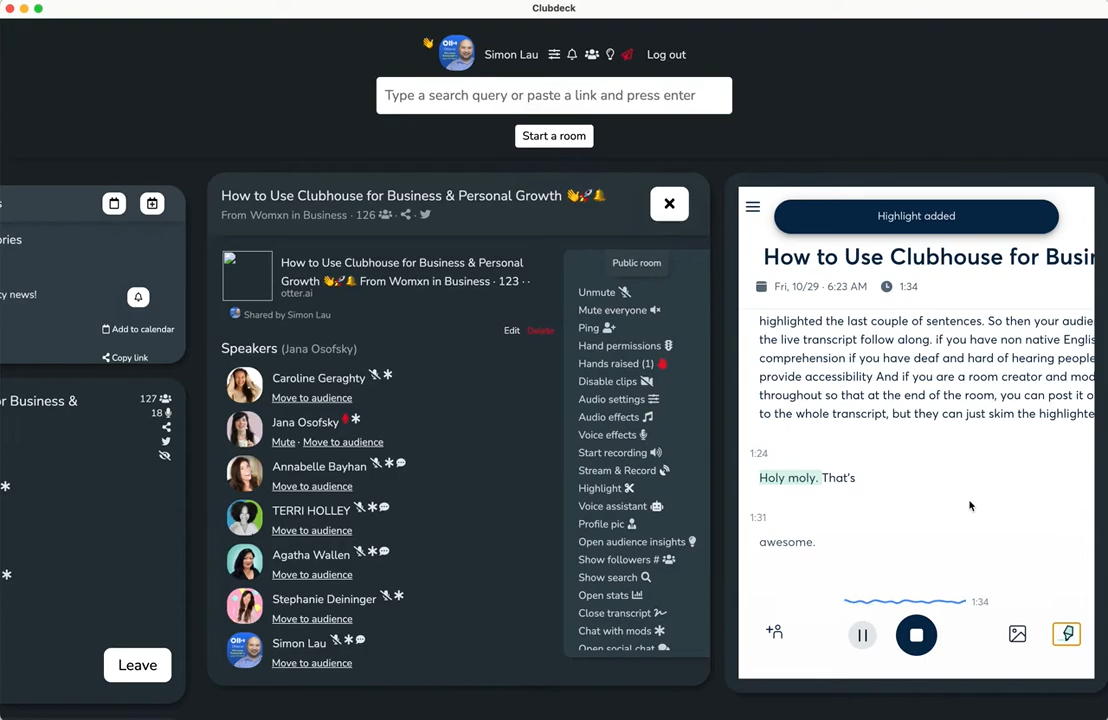 Clubdeck
👋 Simon Lau Log out
Type a search query or paste a link and press enter
Start a room
s
ories
ty news!
Add to calendar
Copy link
or Business &
127
18
Leave
How to Use Clubhouse for Business & Personal Growth 👋🚀🔔
From Womxn in Business · 126 · ·
How to Use Clubhouse for Business & Personal
Growth 👋🚀🔔 From Womxn in Business · 123 · ·
otter.ai
Shared by Simon Lau
Edit Delete
Speakers (Jana Osofsky)
Caroline Geraghty
Move to audience
Jana Osofsky
Mute · Move to audience
Annabelle Bayhan
Move to audience
TERRI HOLLEY
Move to audience
Agatha Wallen
Move to audience
Stephanie Deininger
Move to audience
Simon Lau
Move to audience
Public room
Unmute
Mute everyone
Ping
Hand permissions
Hands raised (1)
Disable clips
Audio settings
Audio effects
Voice effects
Start recording
Stream & Record
Highlight
Voice assistant
Profile pic
Open audience insights
Show followers #
Show search
Open stats
Close transcript
Chat with mods
Open social chat
Highlight added
How to Use Clubhouse for Busi
Fri, 10/29 · 6:23 AM 1:34
highlighted the last couple of sentences. So then your audie
the live transcript follow along. if you have non native Englis
comprehension if you have deaf and hard of hearing people
provide accessibility And if you are a room creator and mod
throughout so that at the end of the room, you can post it o
to the whole transcript, but they can just skim the highlighte
1:24
Holy moly. That's
1:31
awesome.
1:34